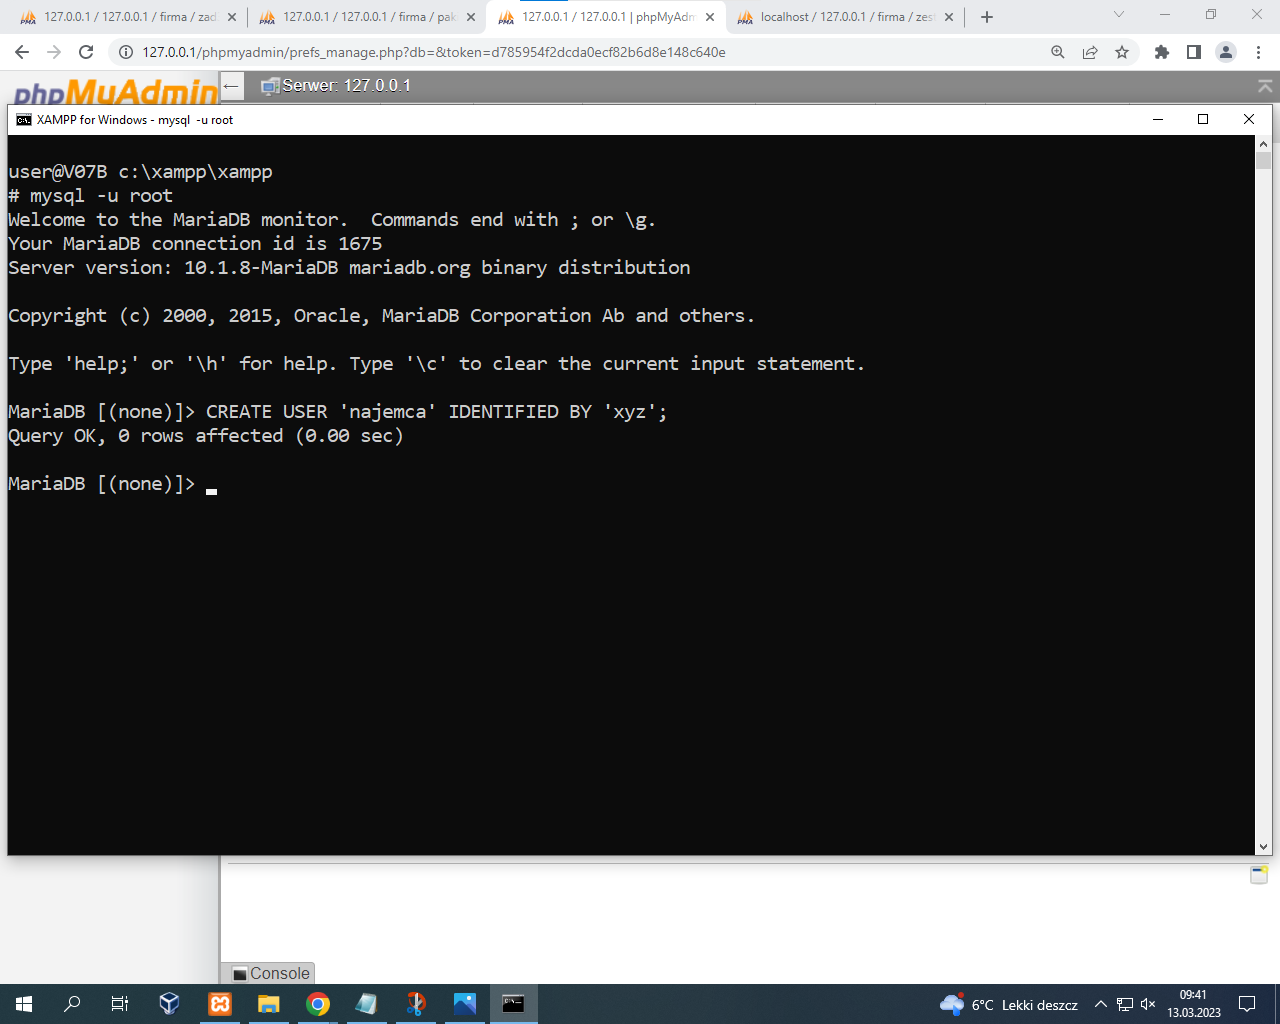 127.0.0.1 / 127.0.0.1 / firma / zad
127.0.0.1 / 127.0.0.1 / firma / pak
127.0.0.1 / 127.0.0.1 | phpMyAdm
localhost / 127.0.0.1 / firma / zes
127.0.0.1/phpmyadmin/prefs_manage.php?db=&token=d785954f2dcda0ecf82b6d8e148c640e
phpMyAdmin
Serwer: 127.0.0.1
XAMPP for Windows - mysql -u root
user@V07B c:\xampp\xampp
# mysql -u root
Welcome to the MariaDB monitor.  Commands end with ; or \g.
Your MariaDB connection id is 1675
Server version: 10.1.8-MariaDB mariadb.org binary distribution
Copyright (c) 2000, 2015, Oracle, MariaDB Corporation Ab and others.
Type 'help;' or '\h' for help. Type '\c' to clear the current input statement.
MariaDB [(none)]> CREATE USER 'najemca' IDENTIFIED BY 'xyz';
Query OK, 0 rows affected (0.00 sec)
MariaDB [(none)]>
Console
6°C Lekki deszcz
09:41
13.03.2023